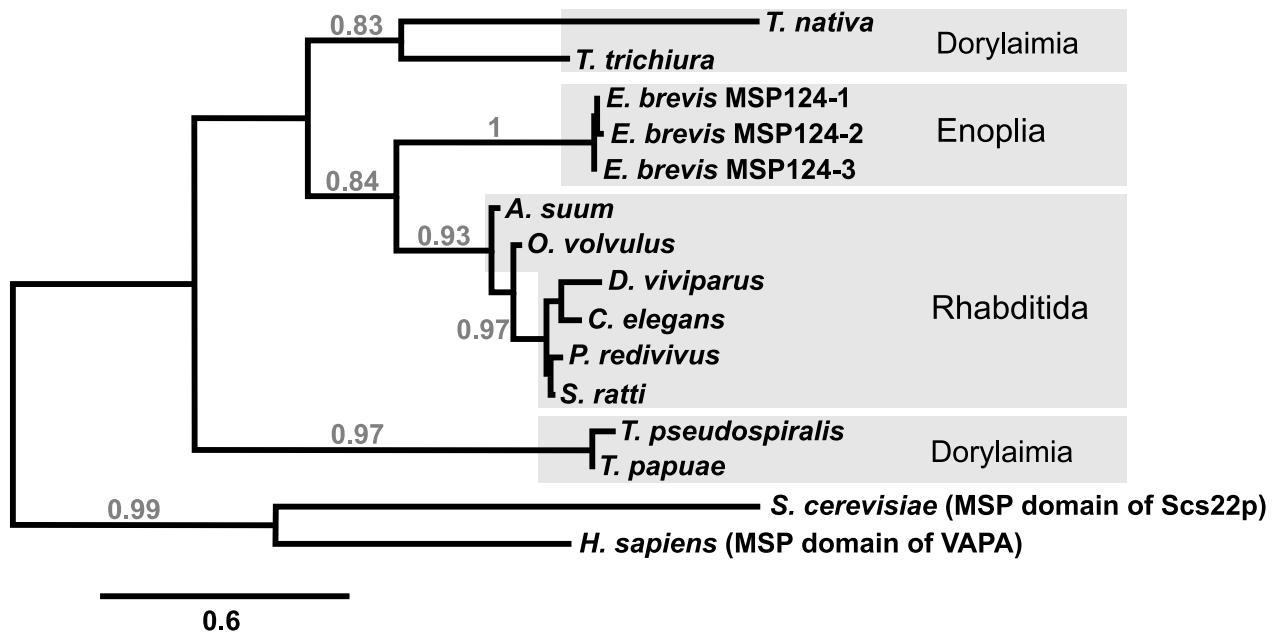 0.83
T. nativa
Dorylaimia
T. trichiura
E. brevis MSP124-1
1
E. brevis MSP124-2
Enoplia
E. brevis MSP124-3
0.84
A. suum
0.93
O. volvulus
D. viviparus
Rhabditida
C. elegans
0.97
P. redivivus
S. ratti
0.97
T. pseudospiralis
Dorylaimia
T. papuae
0.99
S. cerevisiae (MSP domain of Scs22p)
H. sapiens (MSP domain of VAPA)
0.6